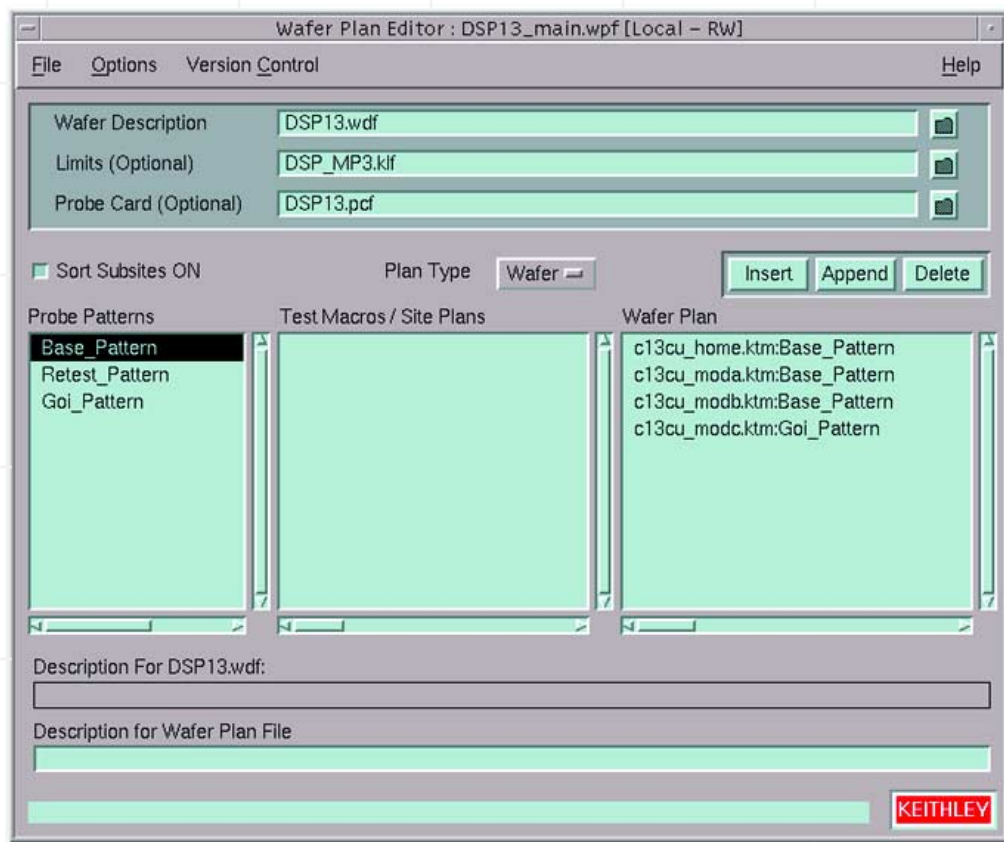 Wafer Plan Editor : DSP13_main.wpf [Local – RW]
File Options Version Control Help
Wafer Description DSP13.wdf
Limits (Optional) DSP_MP3.klf
Probe Card (Optional) DSP13.pcf
Sort Subsites ON Plan Type Wafer Insert Append Delete
Probe Patterns Test Macros / Site Plans Wafer Plan
Base_Pattern c13cu_home.ktm:Base_Pattern
Retest_Pattern c13cu_moda.ktm:Base_Pattern
Goi_Pattern c13cu_modb.ktm:Base_Pattern
c13cu_modc.ktm:Goi_Pattern
Description For DSP13.wdf:
Description for Wafer Plan File
KEITHLEY